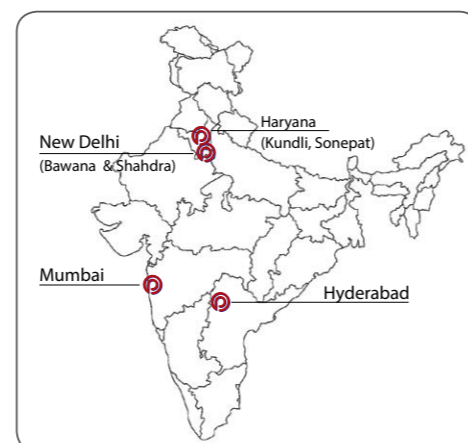 Haryana
(Kundli, Sonepat)
New Delhi
(Bawana & Shahdra)
Mumbai
Hyderabad